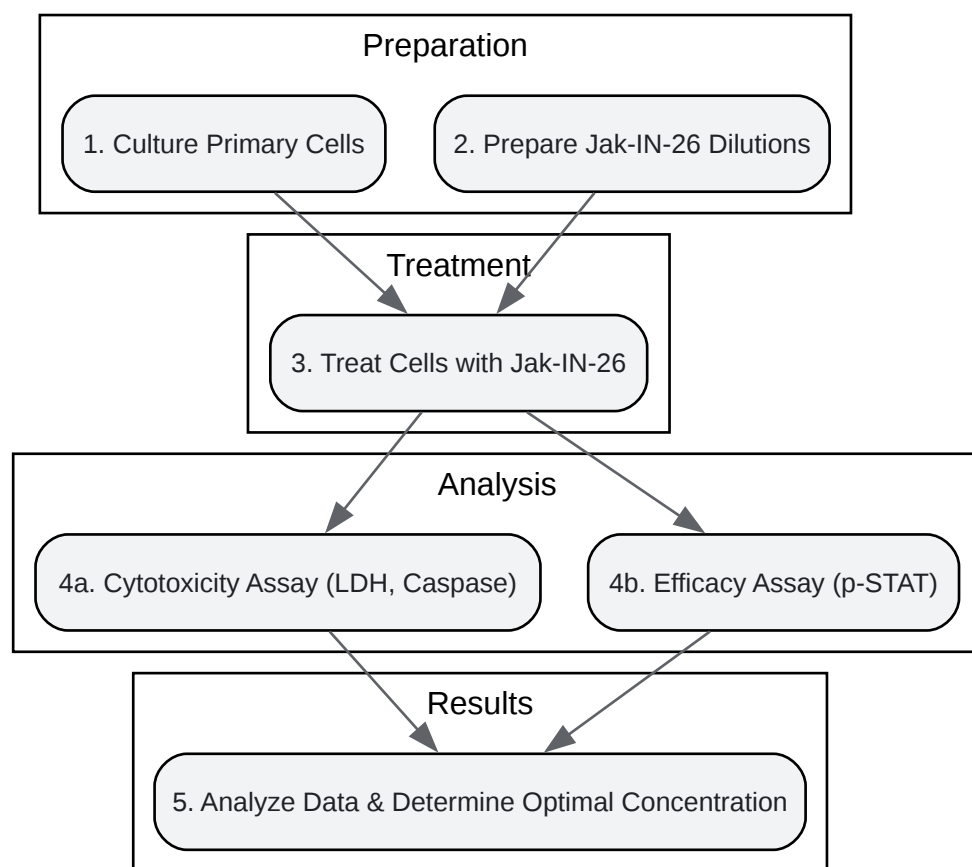 Preparation
1. Culture Primary Cells
2. Prepare Jak-IN-26 Dilutions
Treatment
3. Treat Cells with Jak-IN-26
Analysis
4a. Cytotoxicity Assay (LDH, Caspase)
4b. Efficacy Assay (p-STAT)
Results
5. Analyze Data & Determine Optimal Concentration